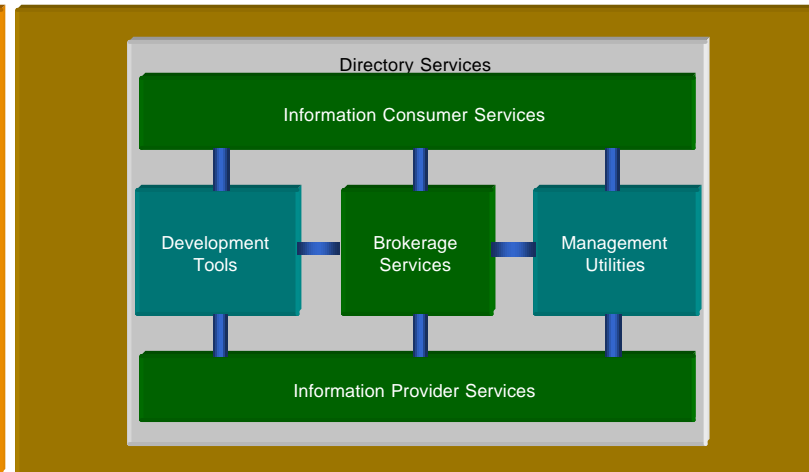 Directory Services
Information Consumer Services
Development
Tools
Brokerage
Services
Management
Utilities
Information Provider Services